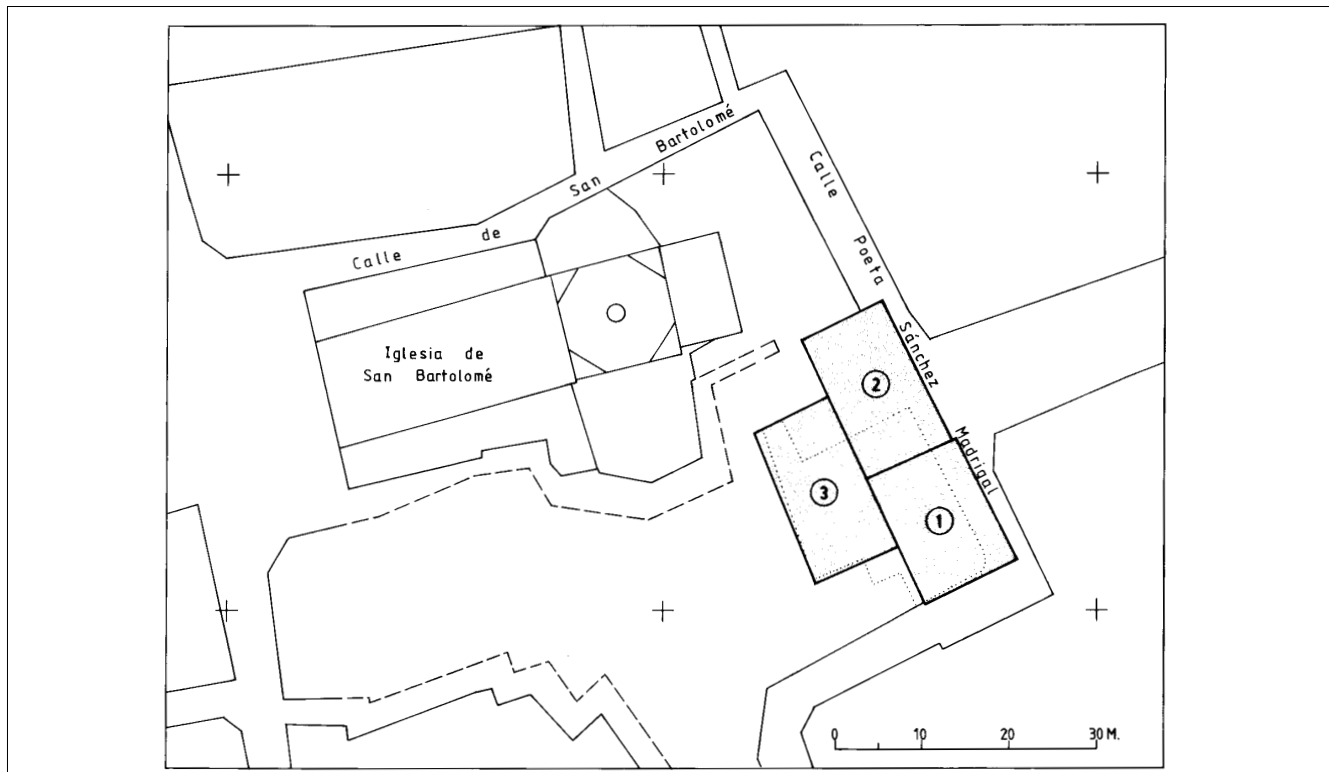 Calle de San Bartolomé
Calle Poeta Sánchez Madrigal
Iglesia de
San Bartolomé
2
3
1
0 10 20 30 M.